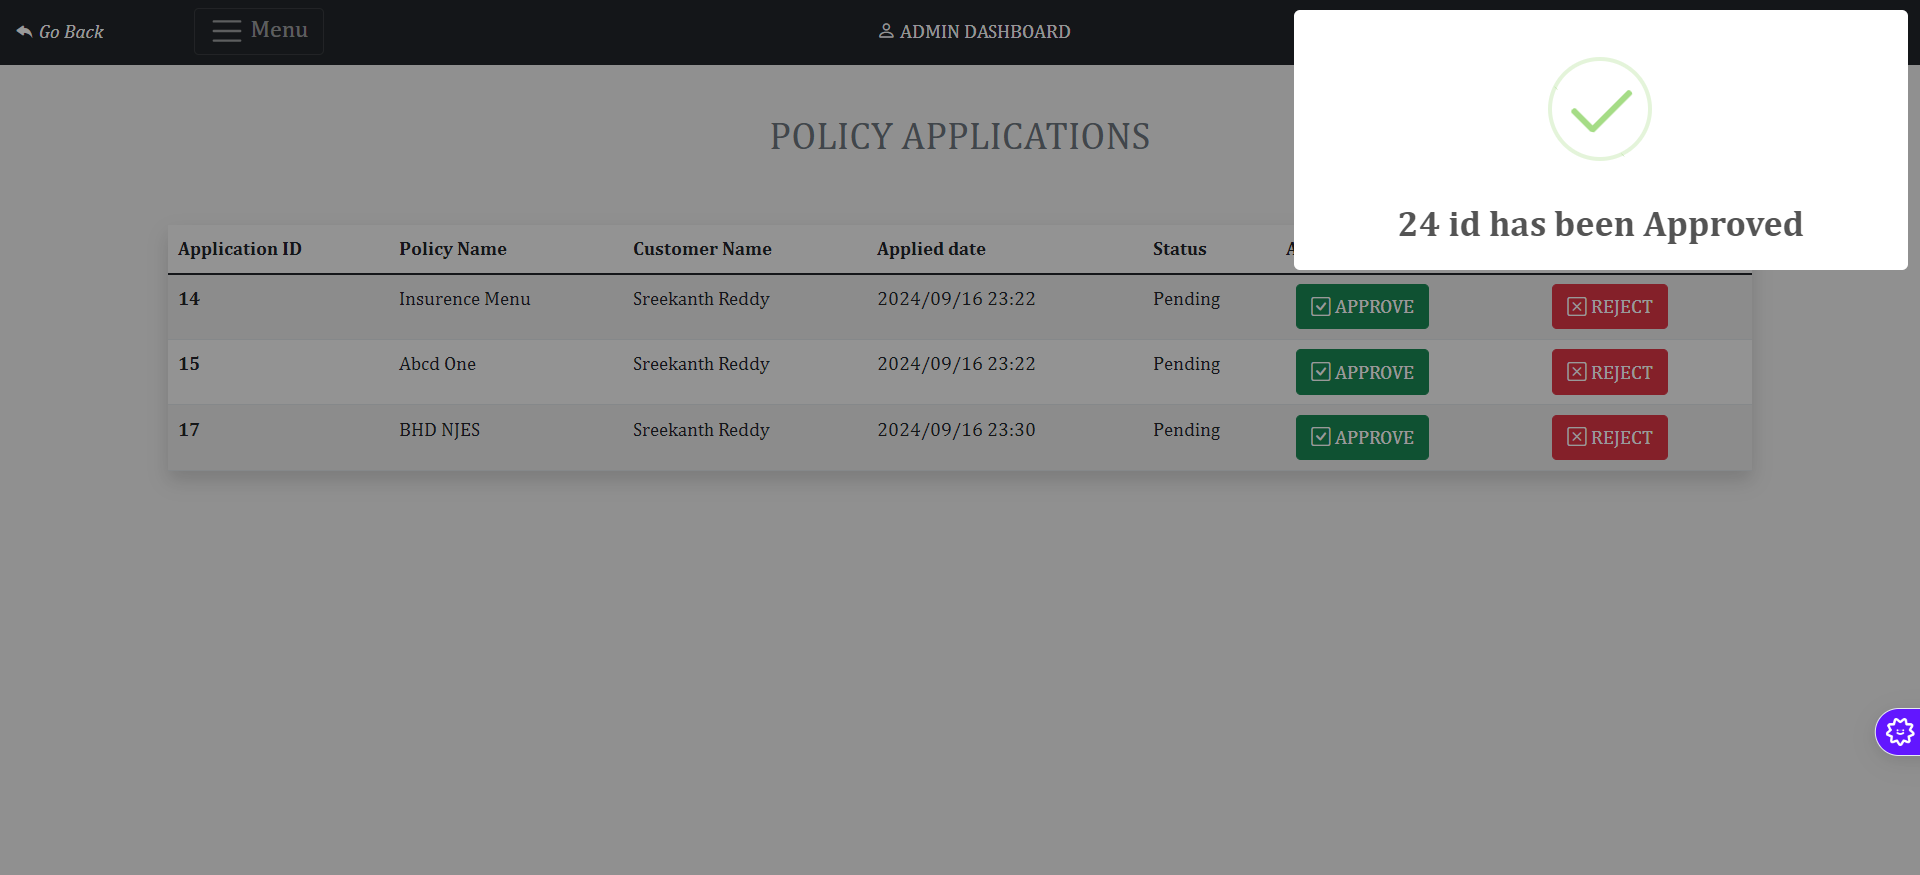 Go Back
Menu
ADMIN DASHBOARD
24 id has been Approved
POLICY APPLICATIONS
Application ID Policy Name Customer Name Applied date Status
14 Insurence Menu Sreekanth Reddy 2024/09/16 23:22 Pending APPROVE REJECT
15 Abcd One Sreekanth Reddy 2024/09/16 23:22 Pending APPROVE REJECT
17 BHD NJES Sreekanth Reddy 2024/09/16 23:30 Pending APPROVE REJECT